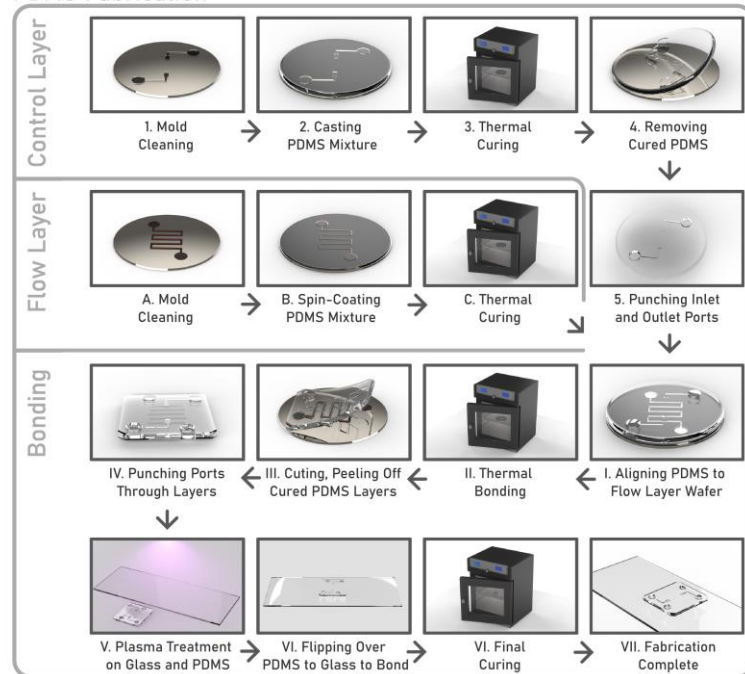 Control Layer
1. Mold
Cleaning
2. Casting
PDMS Mixture
3. Thermal
Curing
4. Removing
Cured PDMS
Flow Layer
A. Mold
Cleaning
B. Spin-Coating
PDMS Mixture
C. Thermal
Curing
5. Punching Inlet
and Outlet Ports
Bonding
IV. Punching Ports
Through Layers
III. Cuting, Peeling Off
Cured PDMS Layers
II. Thermal
Bonding
I. Aligning PDMS to
Flow Layer Wafer
V. Plasma Treatment
on Glass and PDMS
VI. Flipping Over
PDMS to Glass to Bond
VI. Final
Curing
VII. Fabrication
Complete